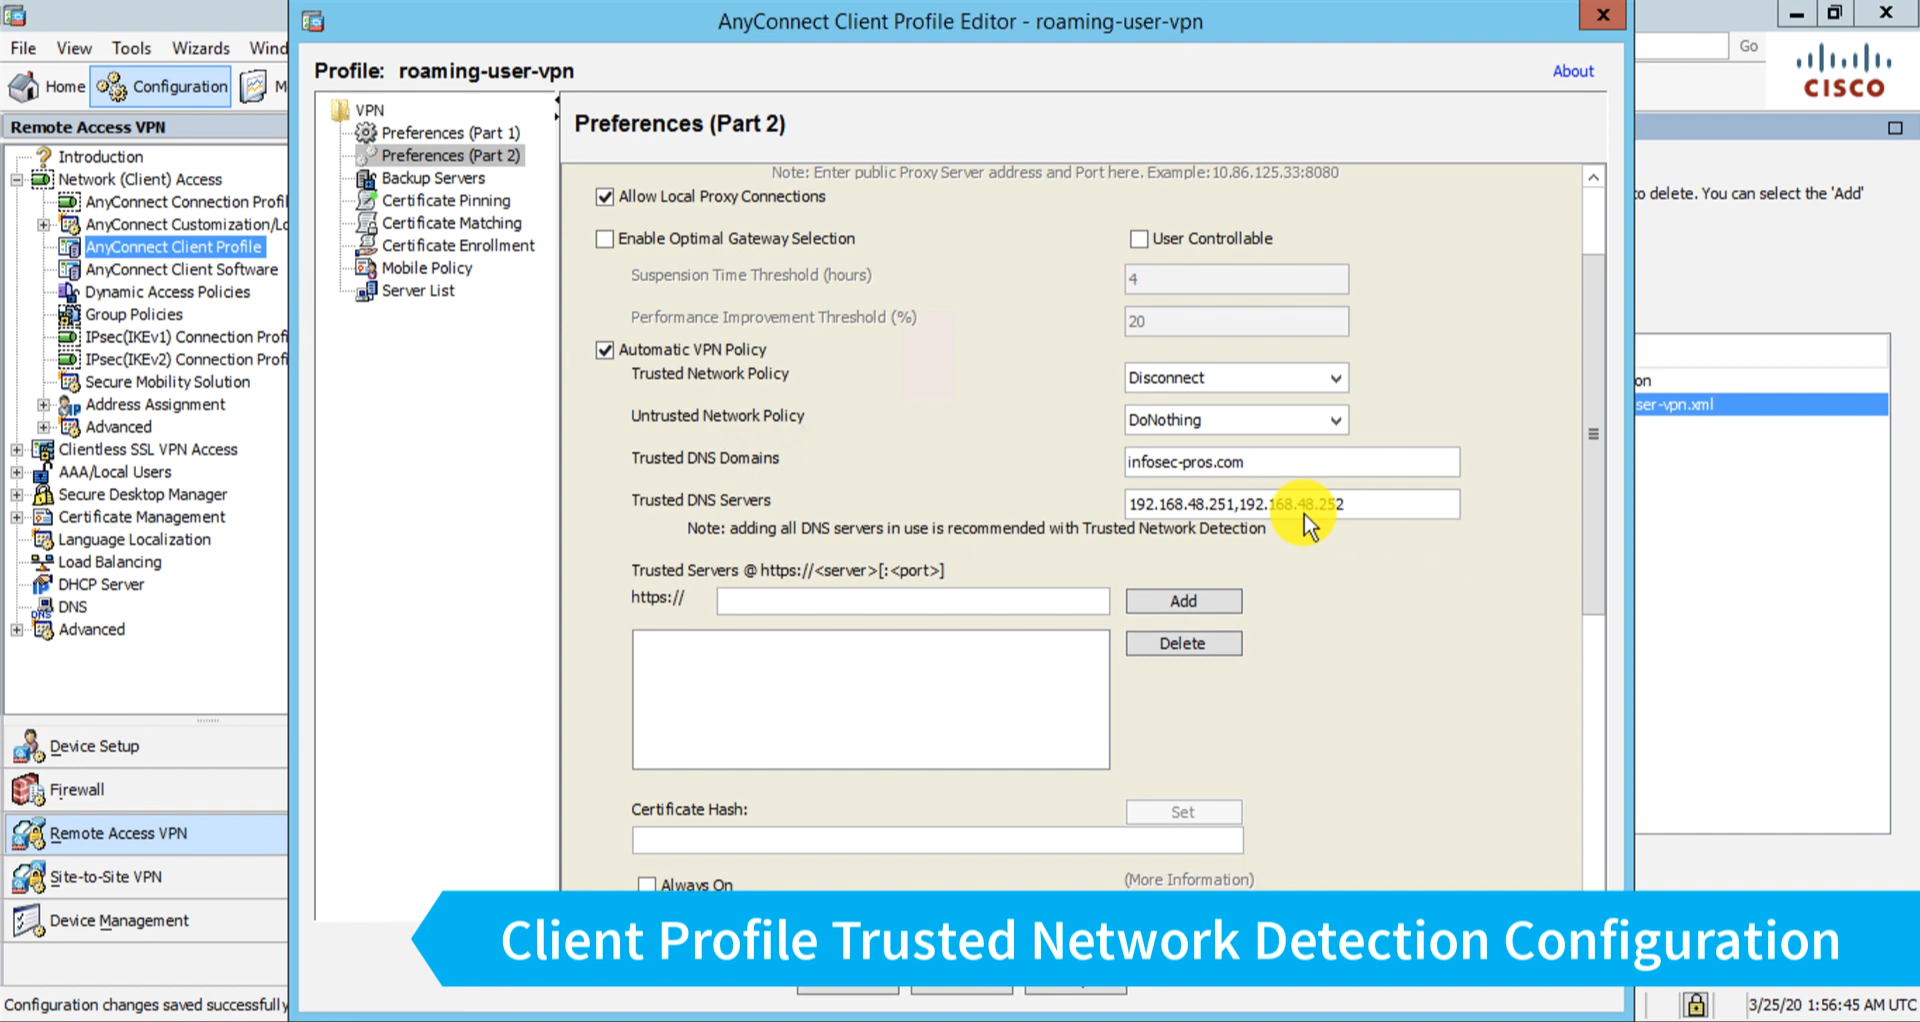 AnyConnect Client Profile Editor - roaming-user-vpn
File View Tools Wizards Wind
Go
Home Configuration M
CISCO
Remote Access VPN
Introduction
Network (Client) Access
AnyConnect Connection Profi
AnyConnect Customization/Lo
AnyConnect Client Profile
AnyConnect Client Software
Dynamic Access Policies
Group Policies
IPsec(IKEv1) Connection Prof
IPsec(IKEv2) Connection Profi
Secure Mobility Solution
Address Assignment
Advanced
Clientless SSL VPN Access
AAA/Local Users
Secure Desktop Manager
Certificate Management
Language Localization
Load Balancing
DHCP Server
DNS
Advanced
Device Setup
Firewall
Remote Access VPN
Site-to-Site VPN
Device Management
Configuration changes saved successfully
Profile: roaming-user-vpn
About
VPN
Preferences (Part 1)
Preferences (Part 2)
Backup Servers
Certificate Pinning
Certificate Matching
Certificate Enrollment
Mobile Policy
Server List
Preferences (Part 2)
Note: Enter public Proxy Server address and Port here. Example:10.86.125.33:8080
Allow Local Proxy Connections
Enable Optimal Gateway Selection User Controllable
Suspension Time Threshold (hours) 4
Performance Improvement Threshold (%) 20
Automatic VPN Policy
Trusted Network Policy Disconnect
Untrusted Network Policy DoNothing
Trusted DNS Domains infosec-pros.com
Trusted DNS Servers 192.168.48.251,192.168.48.252
Note: adding all DNS servers in use is recommended with Trusted Network Detection
Trusted Servers @ https://<server>[:<port>]
https:// Add
Delete
Certificate Hash: Set
Always On (More Information)
to delete. You can select the 'Add'
on
ser-vpn.xml
Client Profile Trusted Network Detection Configuration
3/25/20 1:56:45 AM UTC